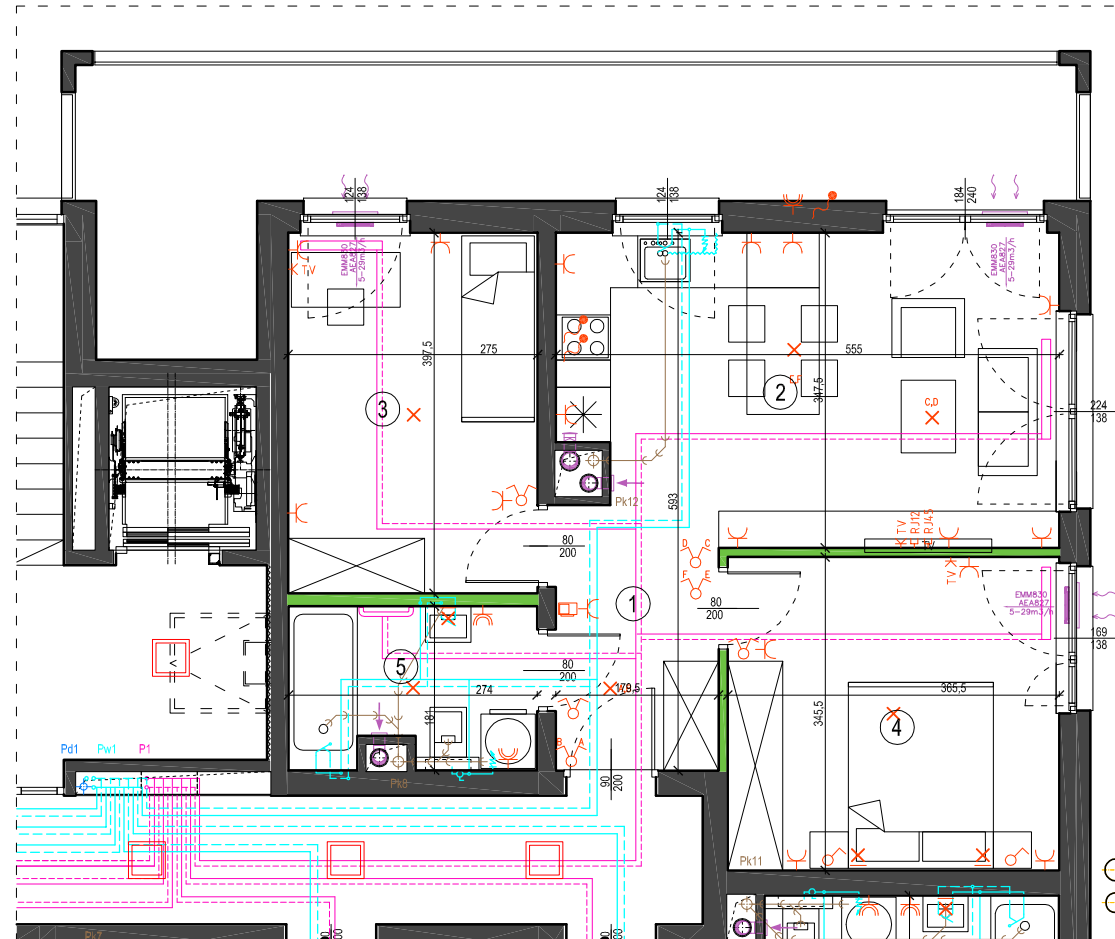 124
138
124
138
184
240
EMM830
AEA827
5-29m3/h
EMM830
AEA827
5-29m3/h
K TV
275
397,5
555
E,F
347,5
C,D
224
138
3
2
Pk12
593
K TV
RJ12
RJ45
TV
TV K
D
C
F
E
80
200
80
200
1
EMM830
AEA827
5-29m3/h
169
138
5
80
200
274
179,5
365,5
181
345,5
4
B
A
90
200
Pd1
Pw1
P1
Pk8
Pk11
Pk7